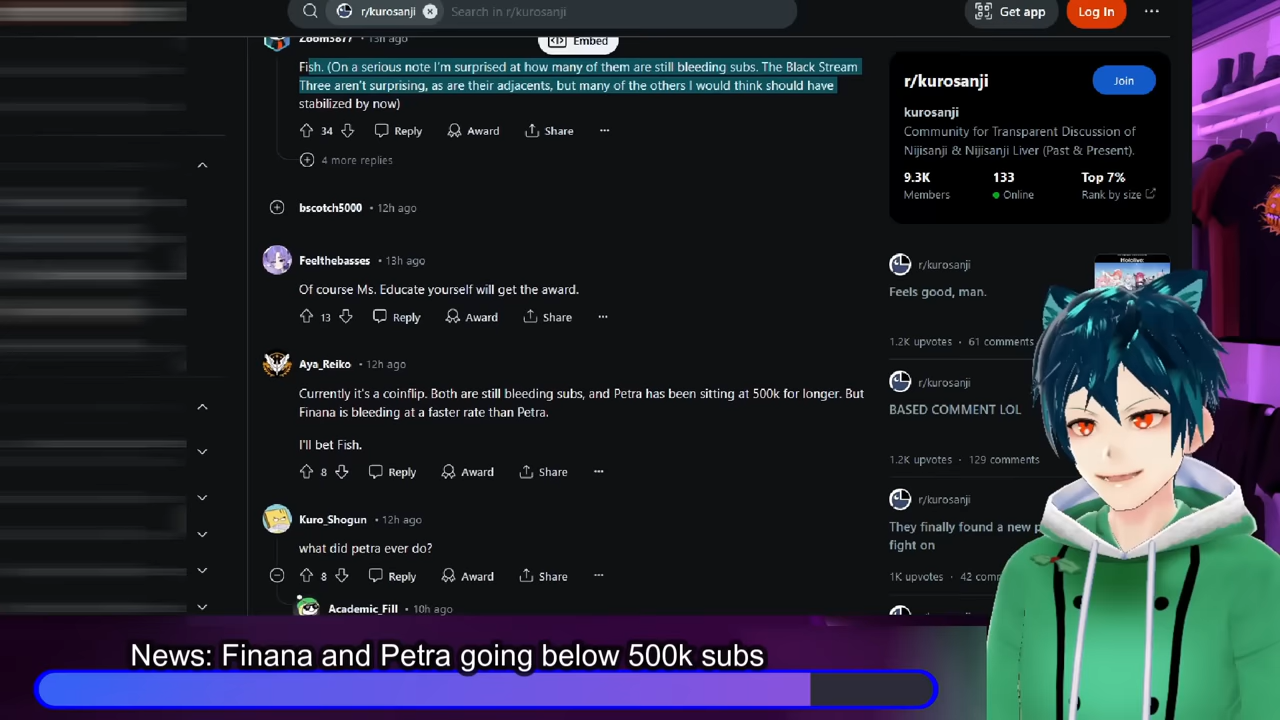 r/kurosanji
Search in r/kurosanji
Get app
Log In
Zoom3877 • 13h ago
Embed
Fish. (On a serious note I'm surprised at how many of them are still bleeding subs. The Black Stream
Three aren't surprising, as are their adjacents, but many of the others I would think should have
stabilized by now)
34 Reply Award Share
4 more replies
bscotch5000 • 12h ago
Feelthebasses • 13h ago
Of course Ms. Educate yourself will get the award.
13 Reply Award Share
Aya_Reiko • 12h ago
Currently it's a coinflip. Both are still bleeding subs, and Petra has been sitting at 500k for longer. But
Finana is bleeding at a faster rate than Petra.
I'll bet Fish.
8 Reply Award Share
Kuro_Shogun • 12h ago
what did petra ever do?
8 Reply Award Share
Academic_Fill • 10h ago
r/kurosanji
Join
kurosanji
Community for Transparent Discussion of
Nijisanji & Nijisanji Liver (Past & Present).
9.3K 133 Top 7%
Members Online Rank by size
r/kurosanji
Feels good, man.
Hololive:
1.2K upvotes • 61 comments
r/kurosanji
BASED COMMENT LOL
1.2K upvotes • 129 comments
r/kurosanji
They finally found a new
fight on
1K upvotes • 42
News: Finana and Petra going below 500k subs